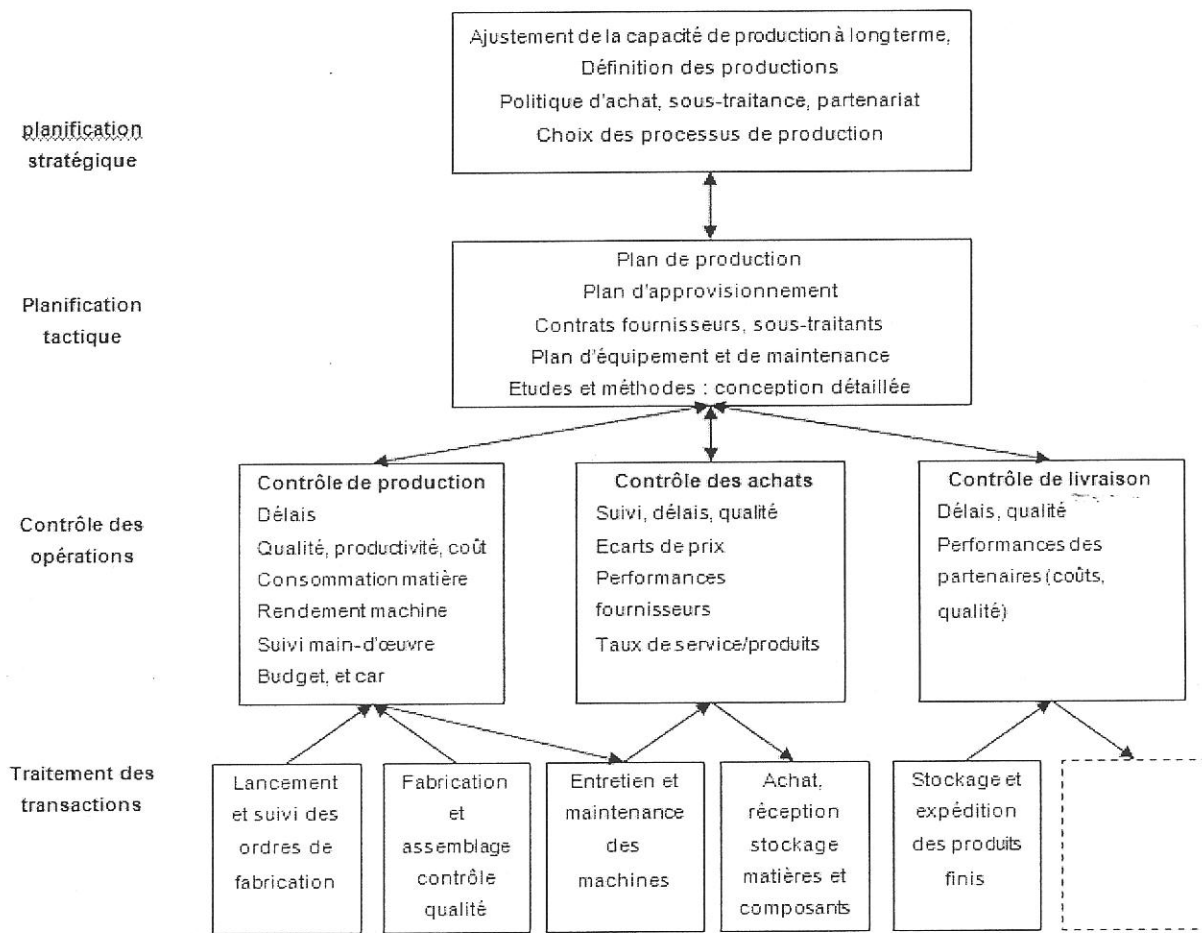 Ajustement de la capacité de production à long terme,
Définition des productions
Politique d'achat, sous-traitance, partenariat
Choix des processus de production
planification
stratégique
Plan de production
Plan d'approvisionnement
Contrats fournisseurs, sous-traitants
Plan d'équipement et de maintenance
Etudes et méthodes : conception détaillée
Planification
tactique
Contrôle des
opérations
Contrôle de production
Délais
Qualité, productivité, coût
Consommation matière
Rendement machine
Suivi main-d'œuvre
Budget, et car
Contrôle des achats
Suivi, délais, qualité
Ecarts de prix
Performances
fournisseurs
Taux de service/produits
Contrôle de livraison
Délais, qualité
Performances des
partenaires (coûts,
qualité)
Traitement des
transactions
Lancement
et suivi des
ordres de
fabrication
Fabrication
et
assemblage
contrôle
qualité
Entretien et
maintenance
des
machines
Achat,
réception
stockage
matières et
composants
Stockage et
expédition
des produits
finis